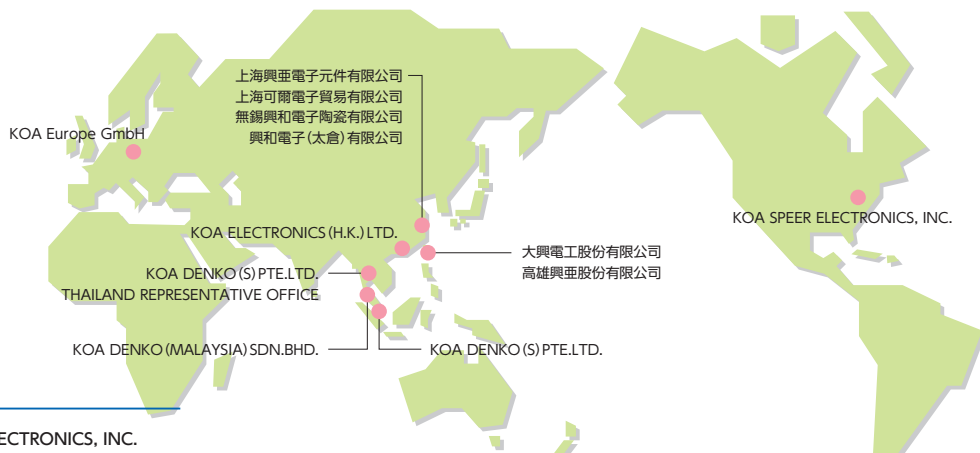 上海興亜電子元件有限公司
上海可爾電子貿易有限公司
無錫興和電子陶瓷有限公司
興和電子(太倉)有限公司
KOA Europe GmbH
KOA SPEER ELECTRONICS, INC.
KOA ELECTRONICS (H.K.) LTD.
大興電工股份有限公司
高雄興亜股份有限公司
KOA DENKO (S) PTE.LTD.
THAILAND REPRESENTATIVE OFFICE
KOA DENKO (MALAYSIA) SDN.BHD.
KOA DENKO (S) PTE.LTD.
ECTRONICS, INC.